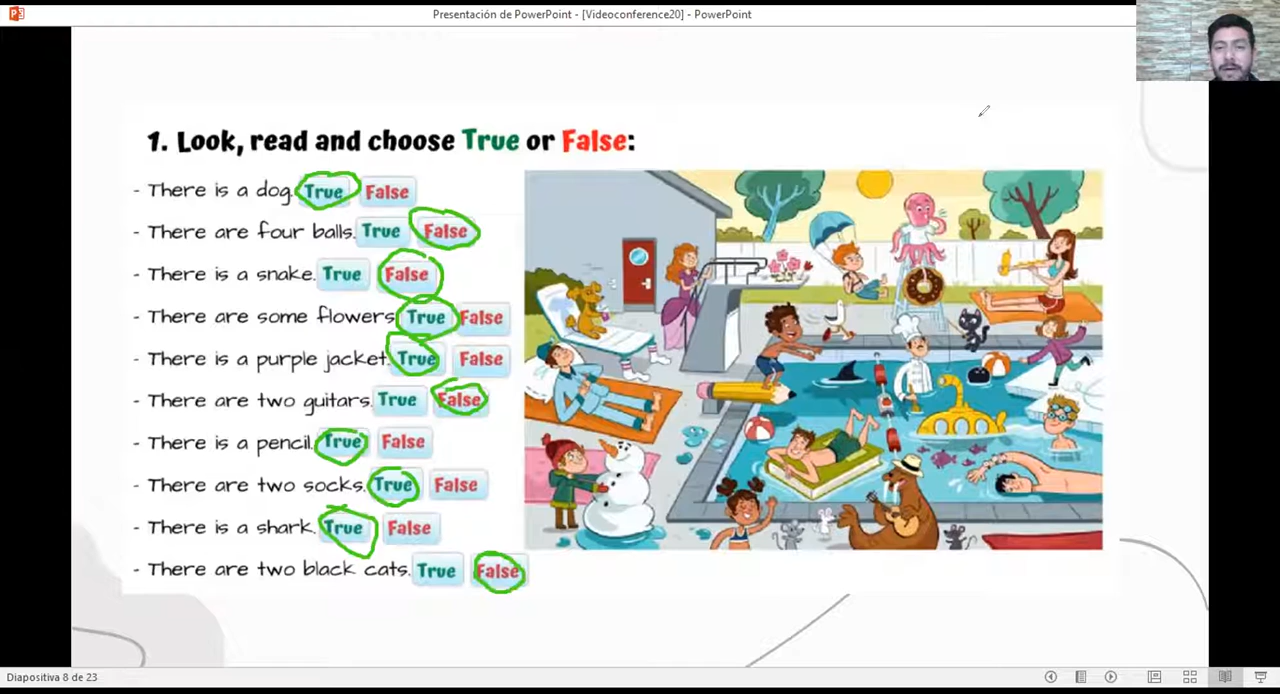 Presentación de PowerPoint - [Videoconference20] - PowerPoint
1. Look, read and choose True or False:
- There is a dog. True False
- There are four balls. True False
- There is a snake. True False
- There are some flowers. True False
- There is a purple jacket. True False
- There are two guitars. True False
- There is a pencil. True False
- There are two socks. True False
- There is a shark. True False
- There are two black cats. True False
Diapositiva 8 de 23